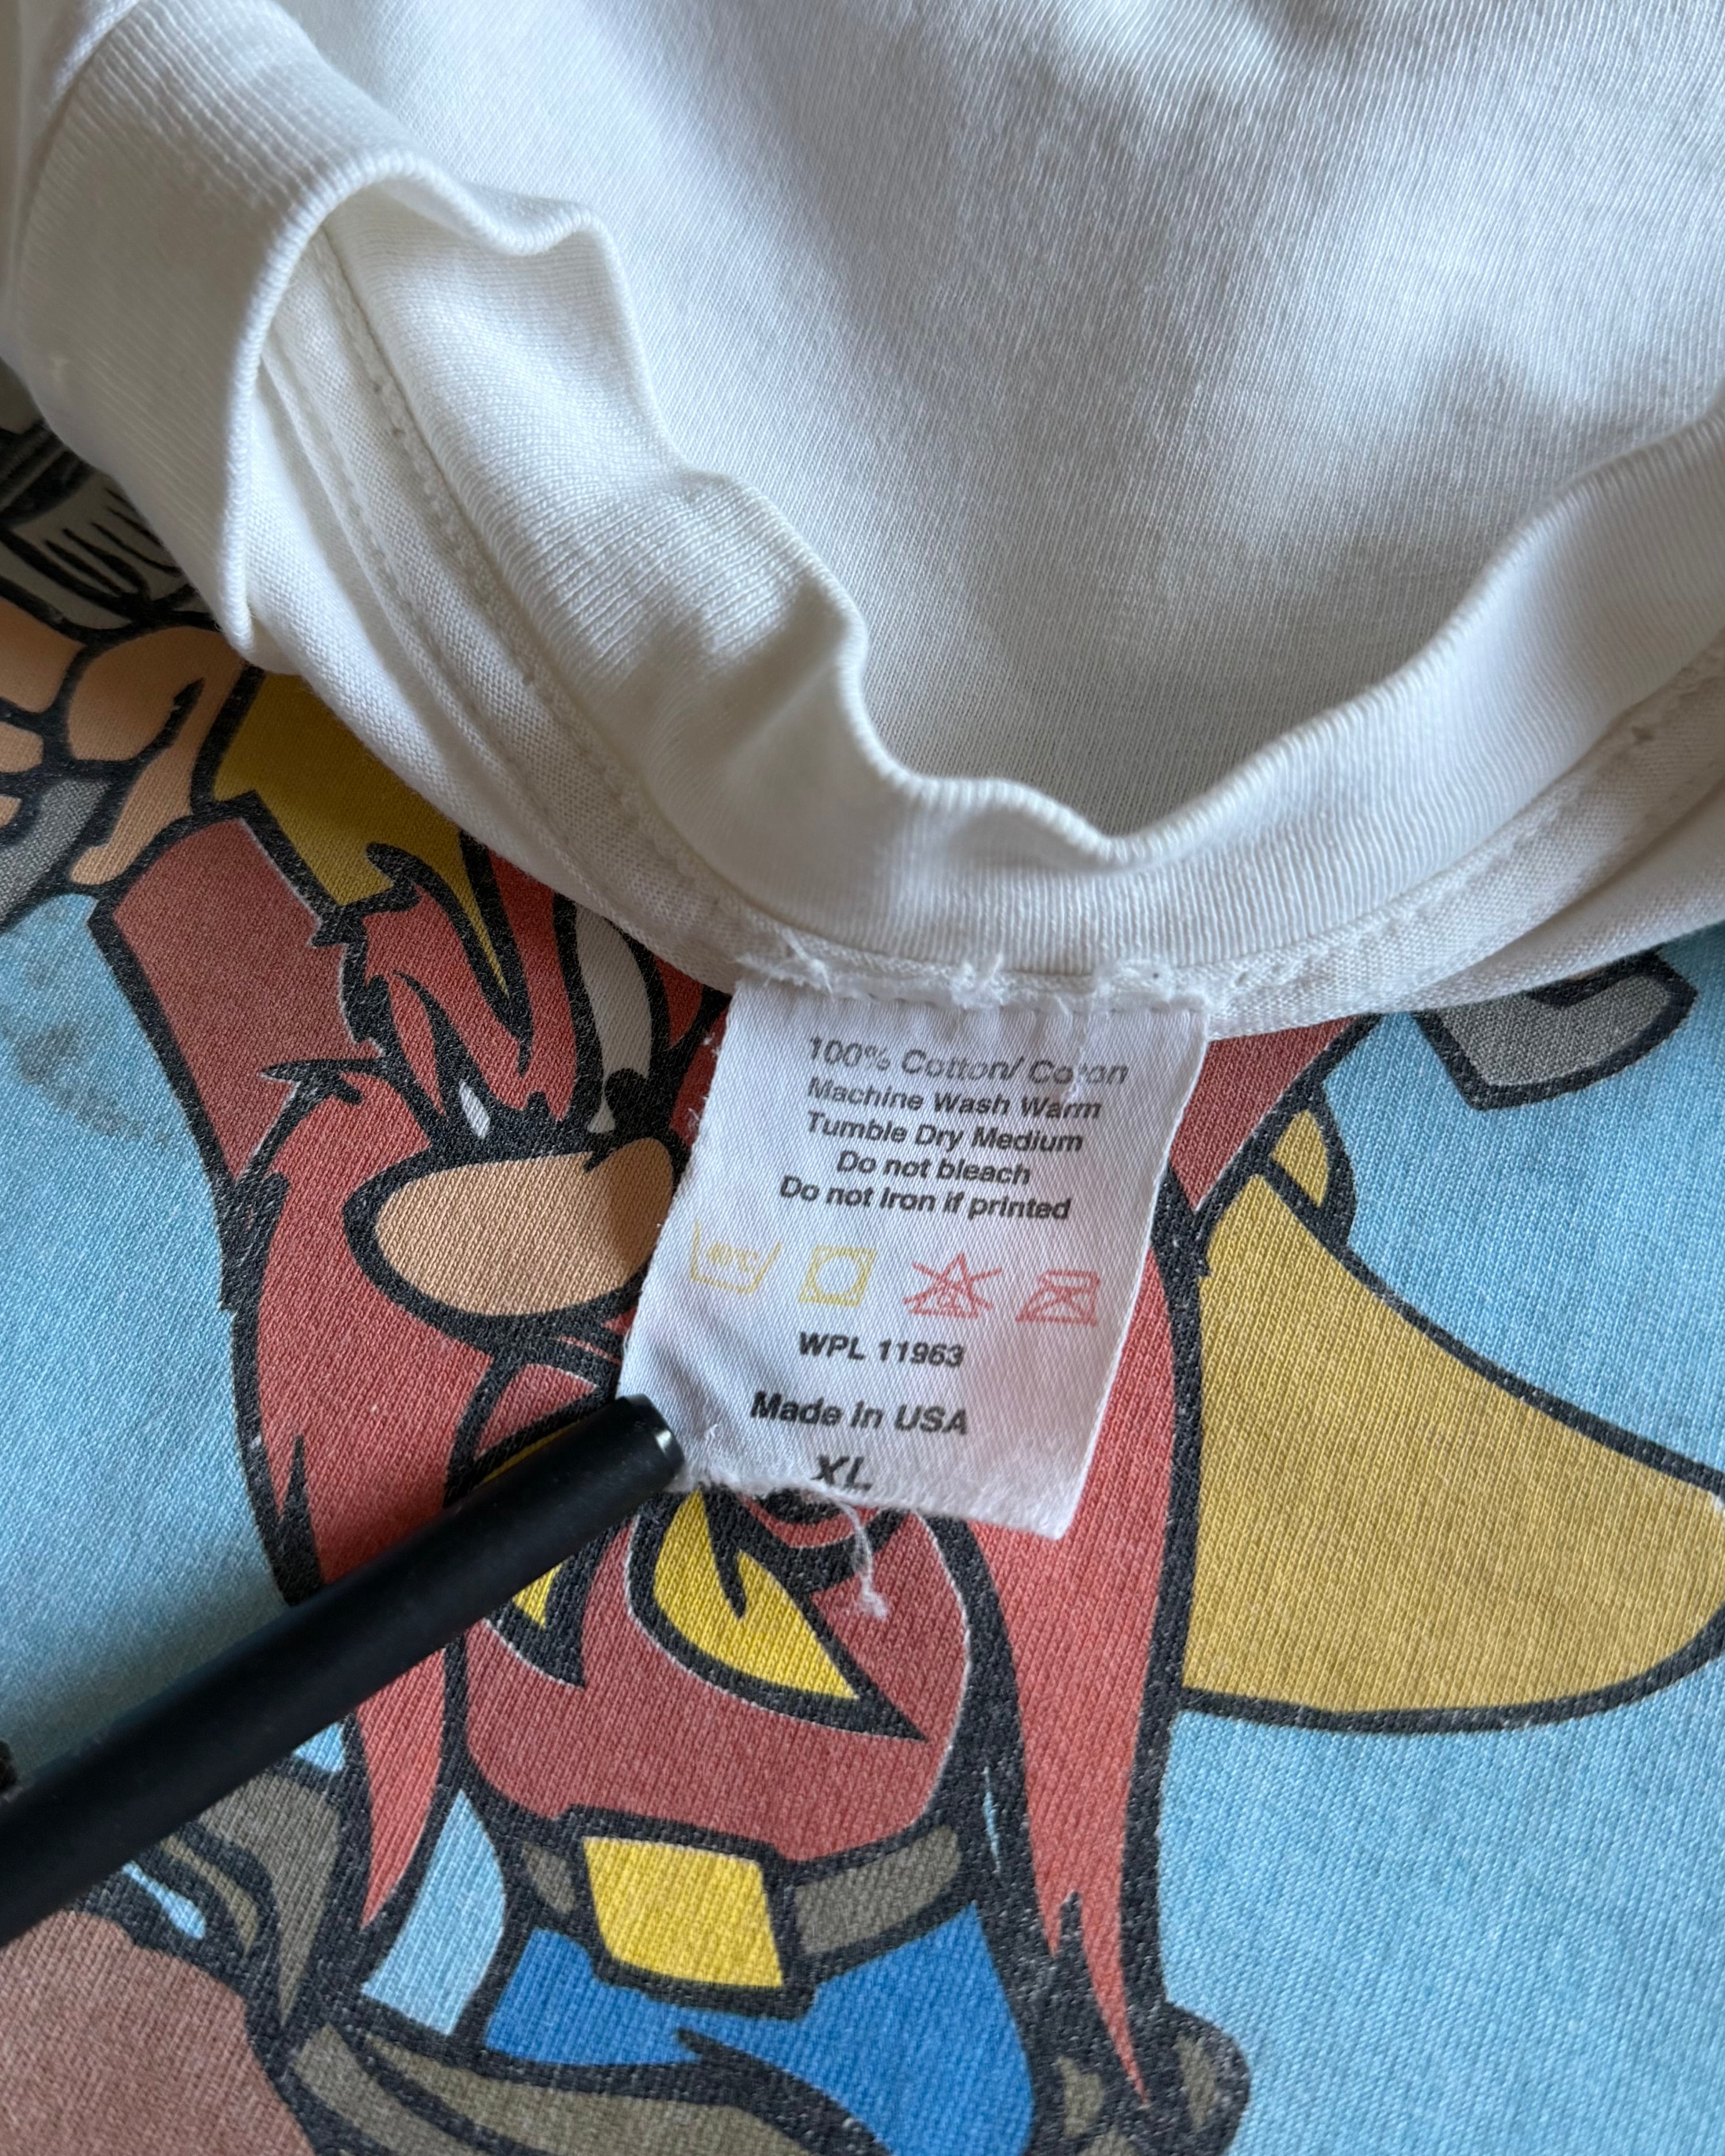 100% Cotton/ Coton
Machine Wash Warm
Tumble Dry Medium
Do not bleach
Do not Iron if printed
40°C
WPL 11963
Made In USA
XL